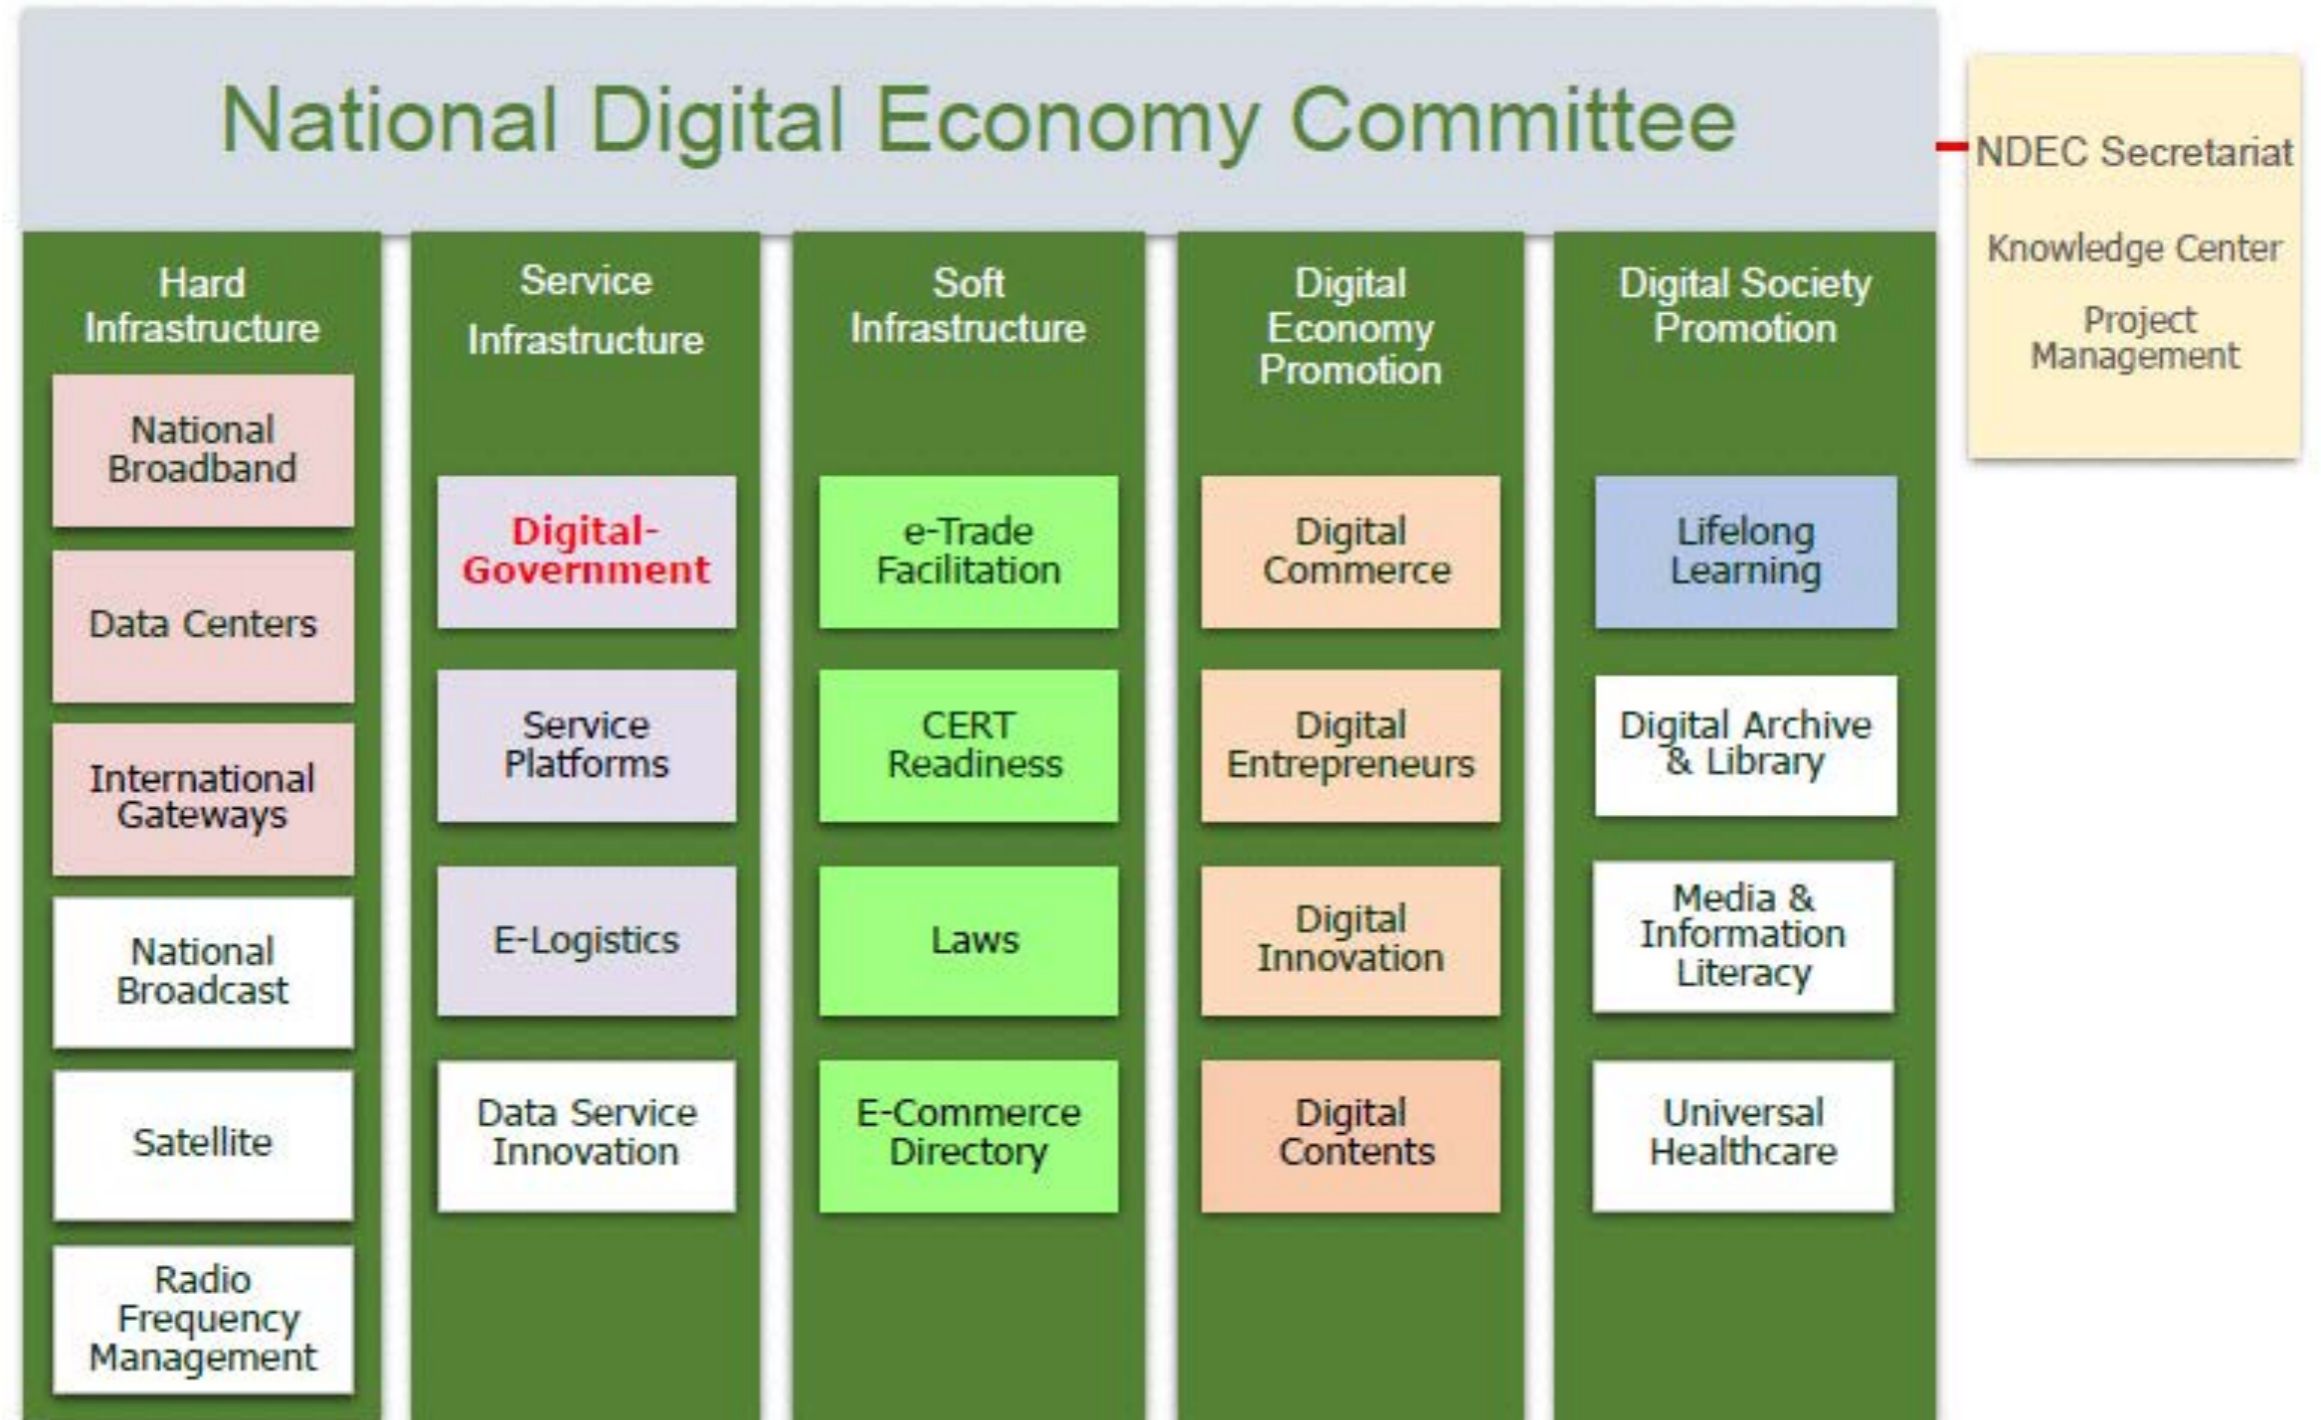 National Digital Economy Committee
NDEC Secretariat
Knowledge Center
Project
Management
Hard
Infrastructure
National
Broadband
Data Centers
International
Gateways
National
Broadcast
Satellite
Radio
Frequency
Management
Service
Infrastructure
Digital-
Government
Service
Platforms
E-Logistics
Data Service
Innovation
Soft
Infrastructure
e-Trade
Facilitation
CERT
Readiness
Laws
E-Commerce
Directory
Digital
Economy
Promotion
Digital
Commerce
Digital
Entrepreneurs
Digital
Innovation
Digital
Contents
Digital Society
Promotion
Lifelong
Learning
Digital Archive
& Library
Media &
Information
Literacy
Universal
Healthcare